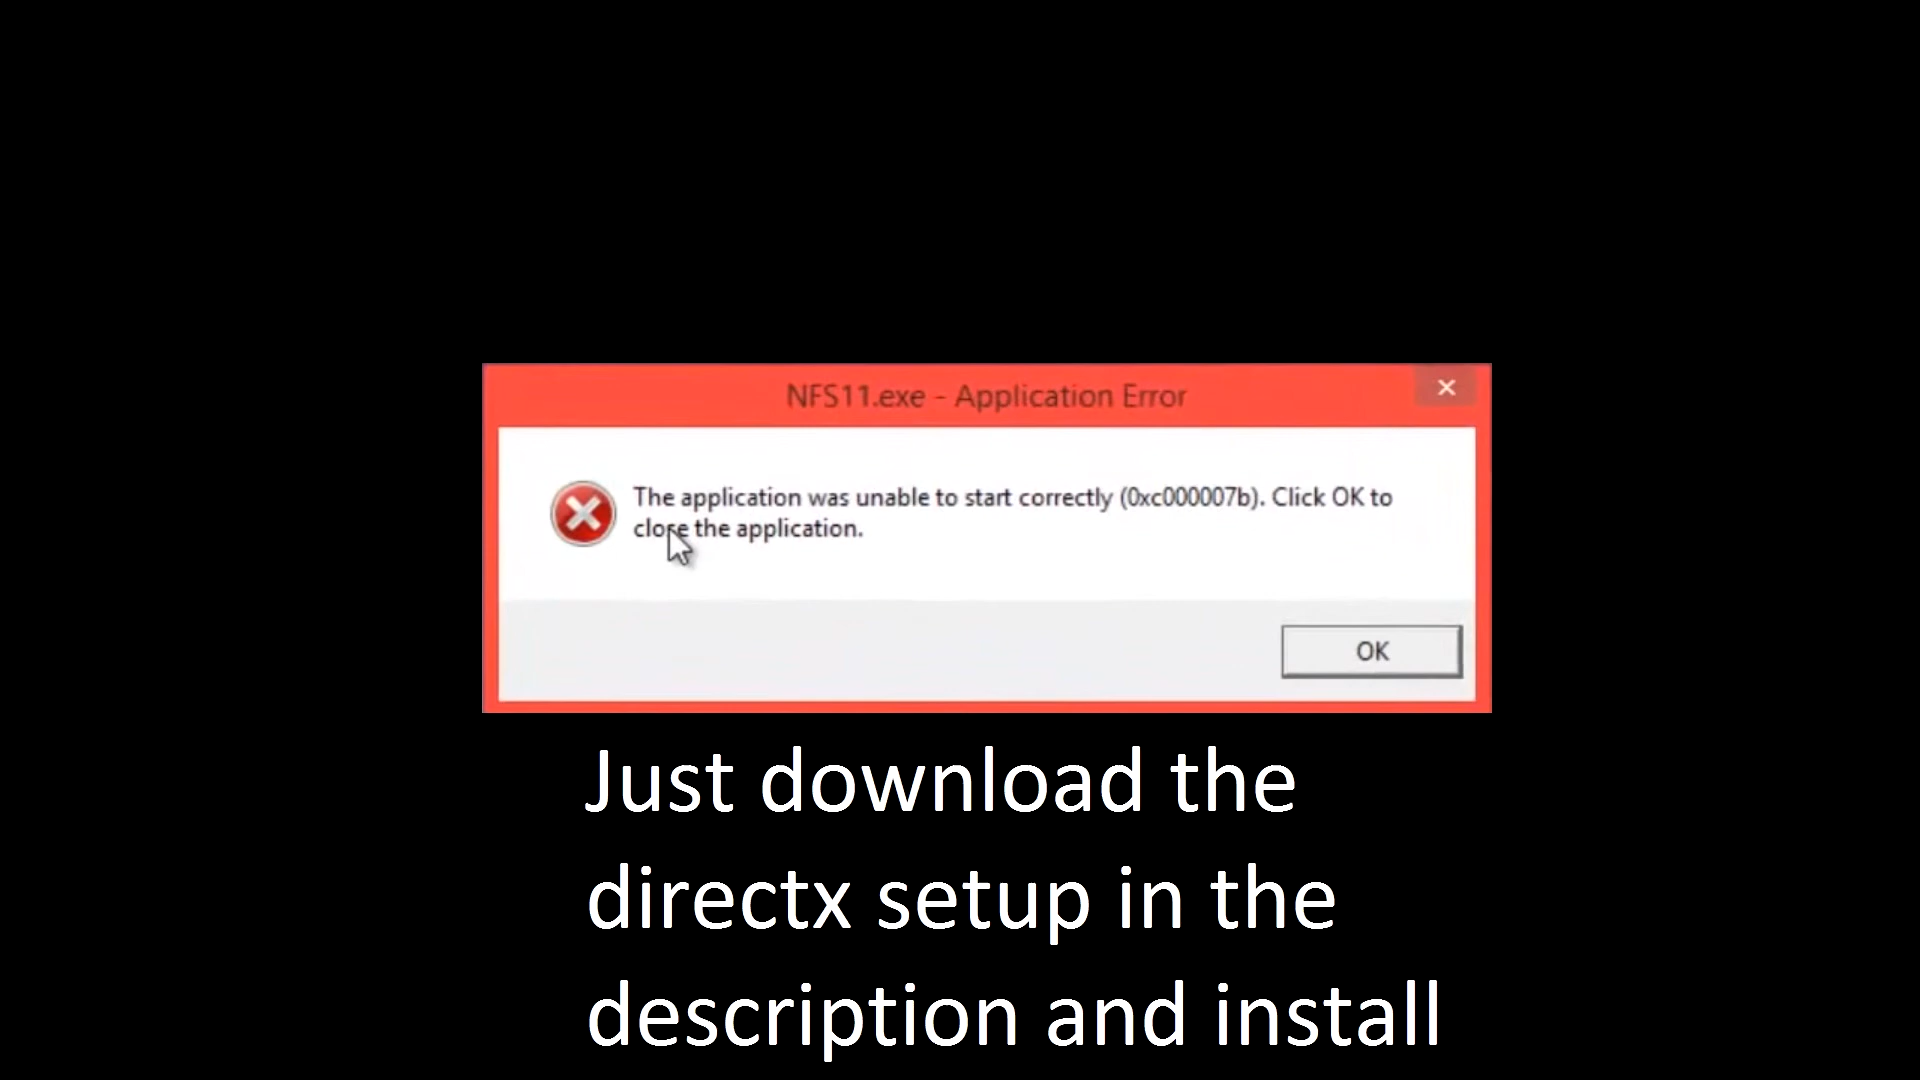 NFS11.exe - Application Error
The application was unable to start correctly (0xc000007b). Click OK to
close the application.
OK
Just download the
directx setup in the
description and install